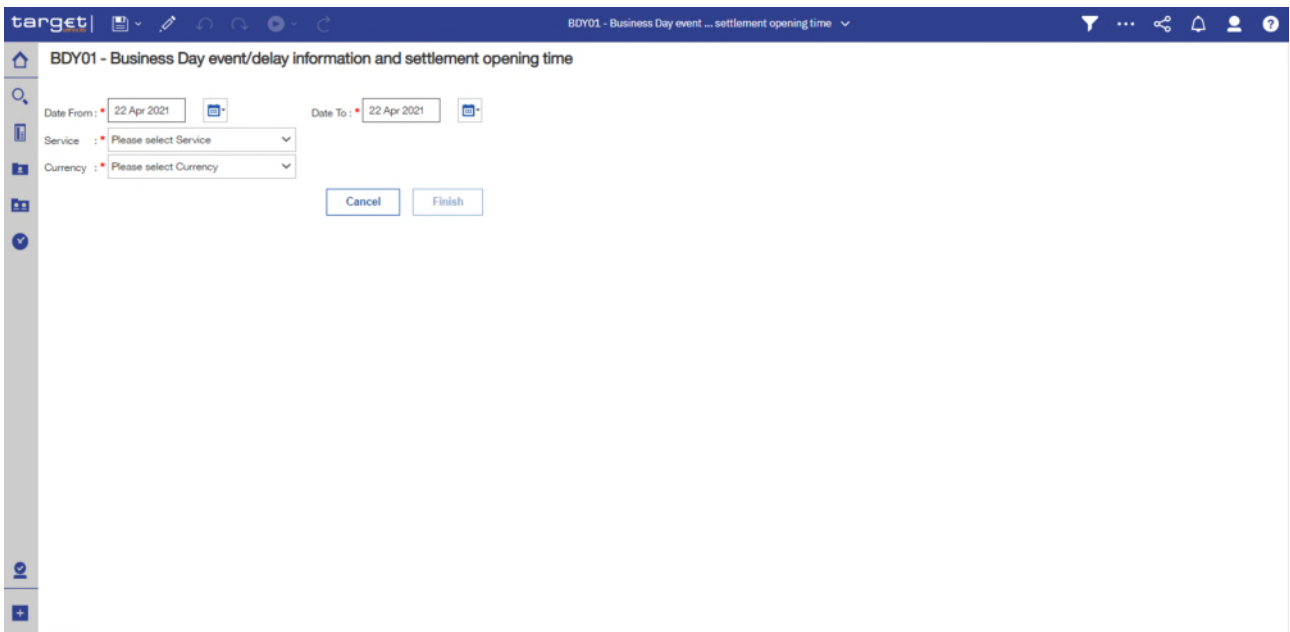 target
BDY01 - Business Day event ... settlement opening time
BDY01 - Business Day event/delay information and settlement opening time
Date From : * 22 Apr 2021 Date To : * 22 Apr 2021
Service : * Please select Service
Currency : * Please select Currency
Cancel Finish